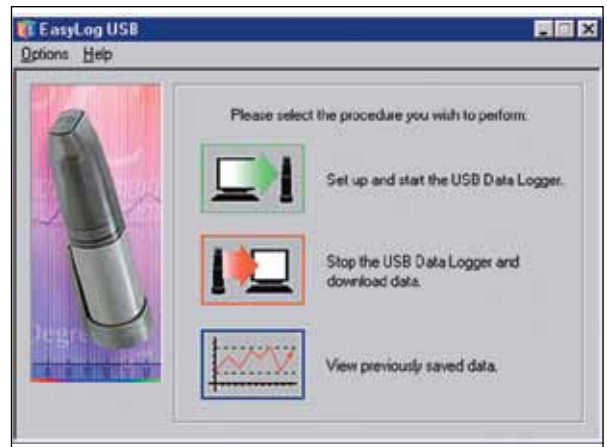 EasyLog USB
Options Help
Please select the procedure you wish to perform:
Set up and start the USB Data Logger.
Stop the USB Data Logger and
download data.
View previously saved data.
Degre